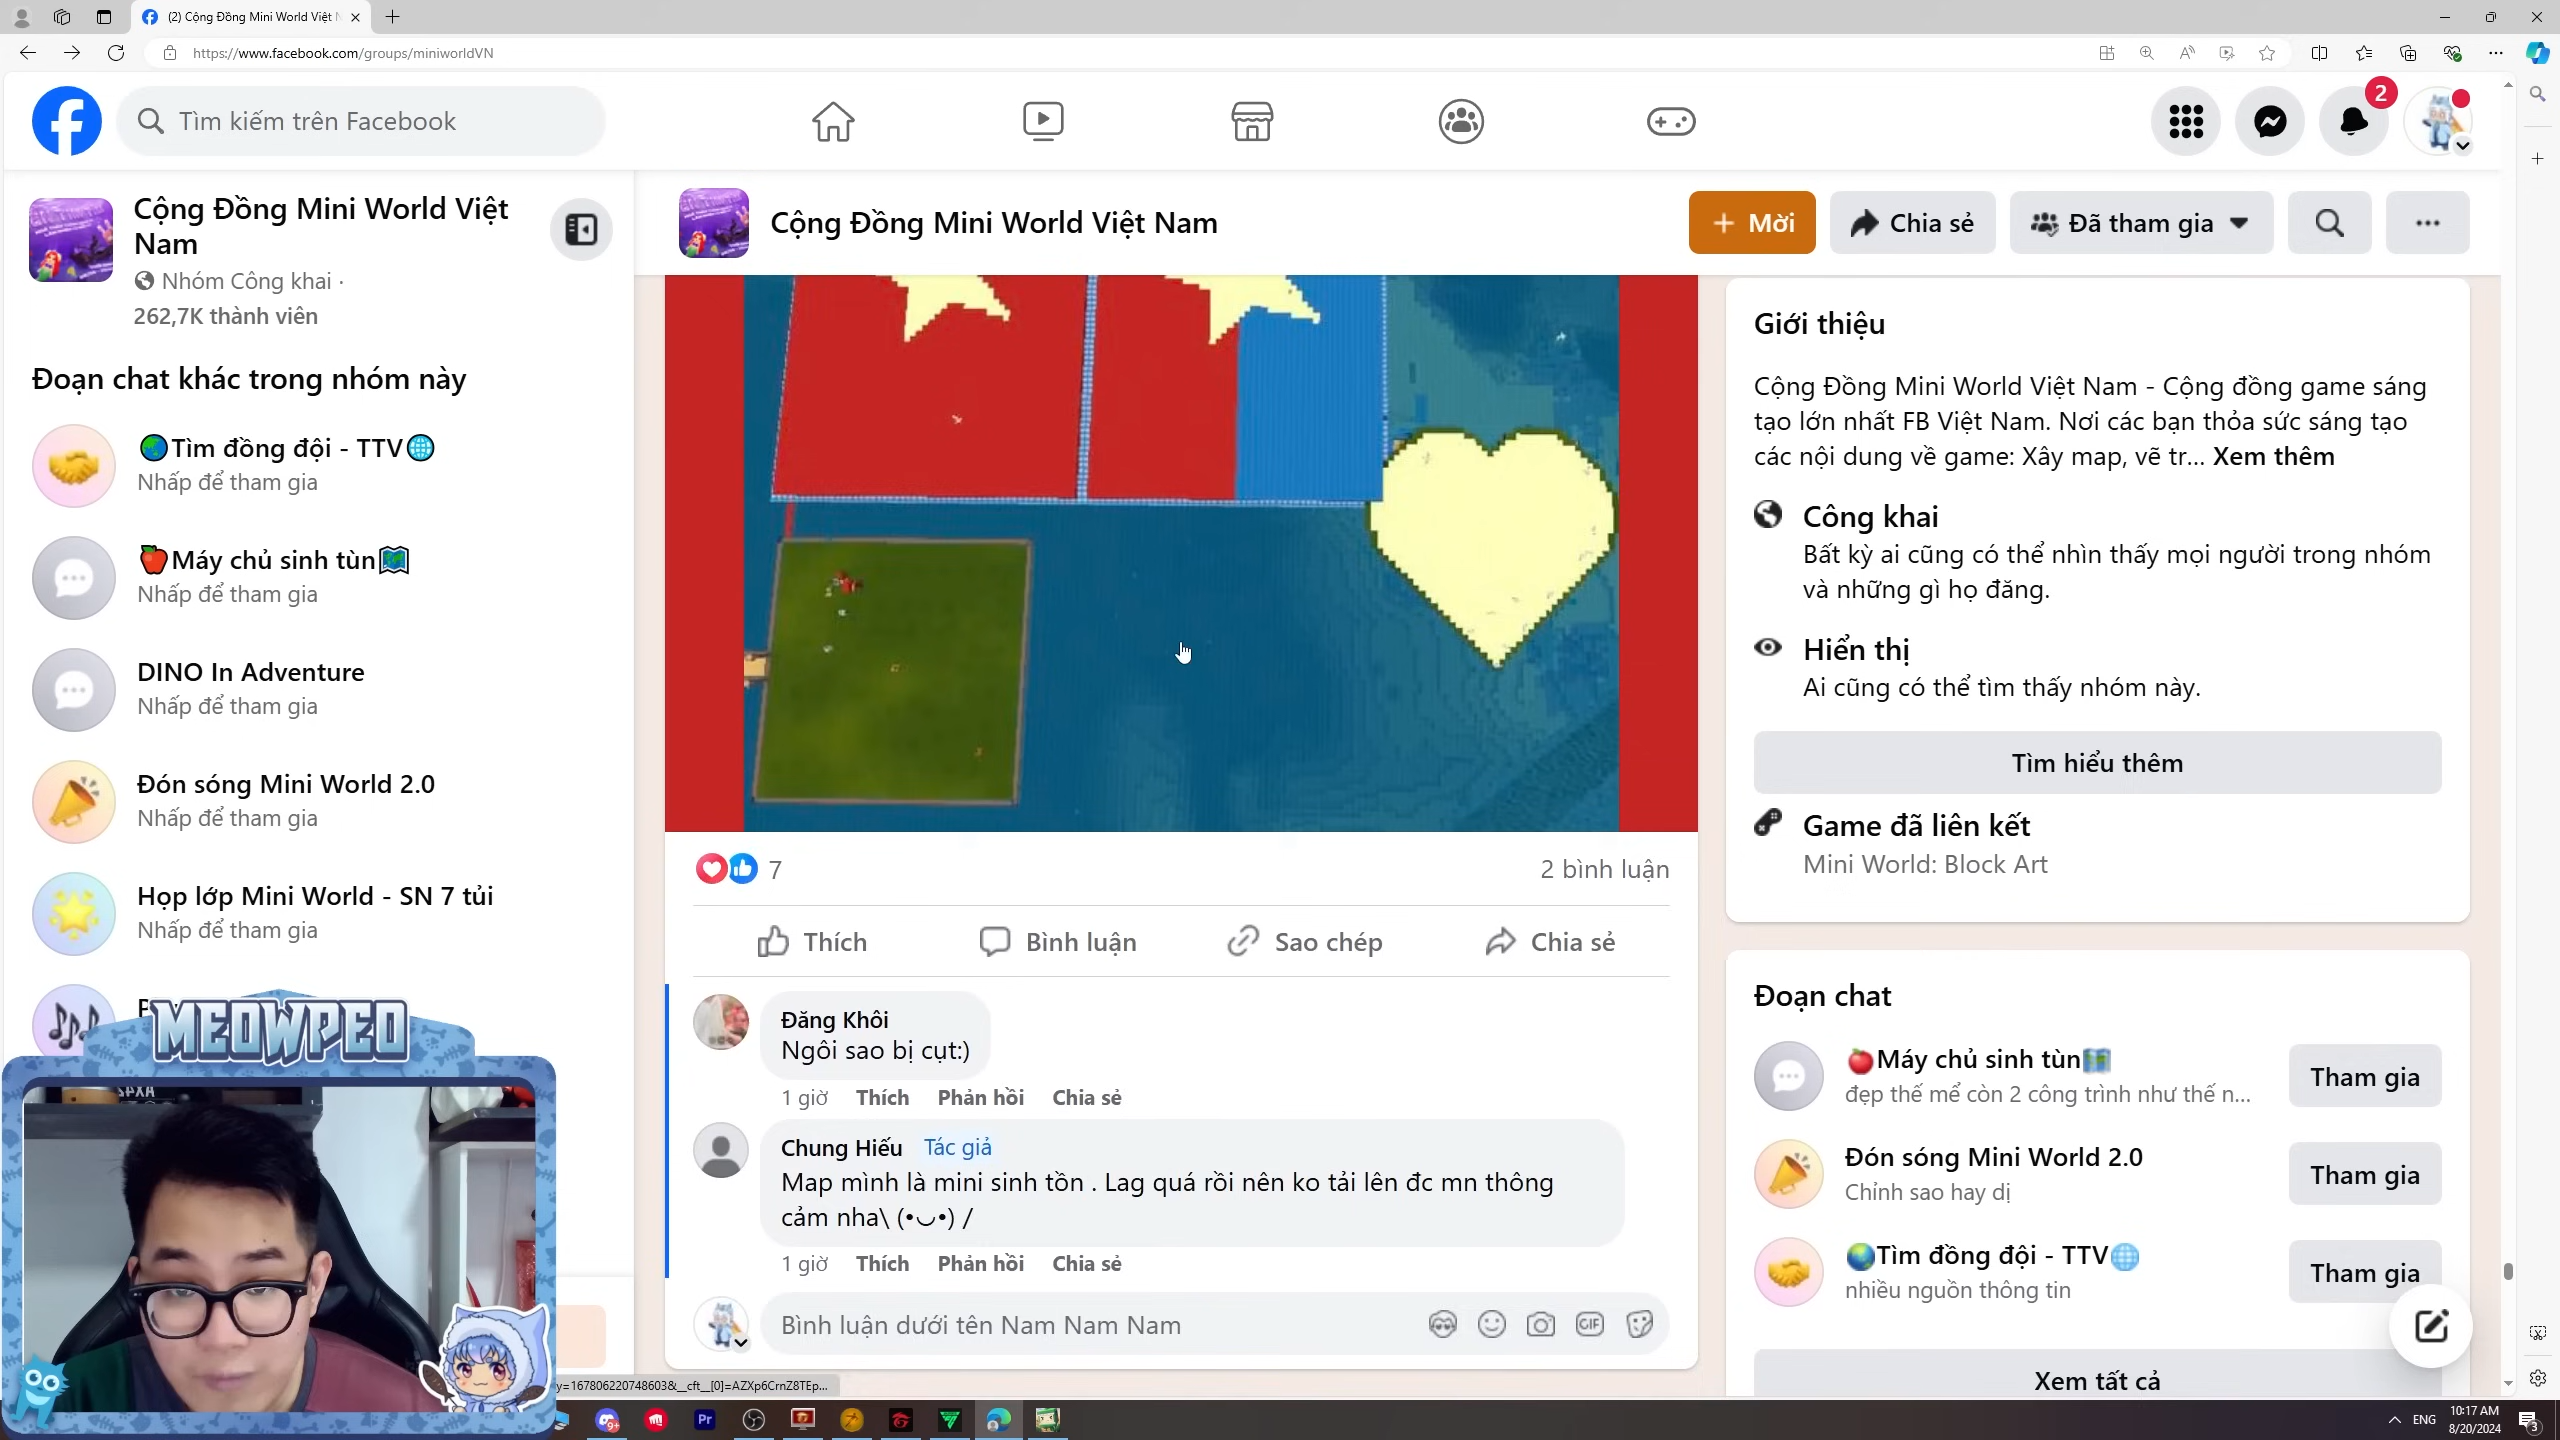 (2) Cộng Đồng Mini World Việt N
https://www.facebook.com/groups/miniworldVN
Tìm kiếm trên Facebook
2
Cộng Đồng Mini World Việt
Nam
Nhóm Công khai ·
262,7K thành viên
Đoạn chat khác trong nhóm này
Tìm đồng đội - TTV
Nhấp để tham gia
Máy chủ sinh tùn
Nhấp để tham gia
DINO In Adventure
Nhấp để tham gia
Đón sóng Mini World 2.0
Nhấp để tham gia
Họp lớp Mini World - SN 7 tủi
Nhấp để tham gia
MEOWPEO
Cộng Đồng Mini World Việt Nam
Mời
Chia sẻ
Đã tham gia
7
2 bình luận
Thích
Bình luận
Sao chép
Chia sẻ
Đăng Khôi
Ngôi sao bị cụt:)
1 giờ Thích Phản hồi Chia sẻ
Chung Hiếu Tác giả
Map mình là mini sinh tồn . Lag quá rồi nên ko tải lên đc mn thông
cảm nha\ (•◡•) /
1 giờ Thích Phản hồi Chia sẻ
Bình luận dưới tên Nam Nam Nam
GIF
Giới thiệu
Cộng Đồng Mini World Việt Nam - Cộng đồng game sáng
tạo lớn nhất FB Việt Nam. Nơi các bạn thỏa sức sáng tạo
các nội dung về game: Xây map, vẽ tr... Xem thêm
Công khai
Bất kỳ ai cũng có thể nhìn thấy mọi người trong nhóm
và những gì họ đăng.
Hiển thị
Ai cũng có thể tìm thấy nhóm này.
Tìm hiểu thêm
Game đã liên kết
Mini World: Block Art
Đoạn chat
Máy chủ sinh tùn
đẹp thế mể còn 2 công trình như thế n...
Tham gia
Đón sóng Mini World 2.0
Chỉnh sao hay dị
Tham gia
Tìm đồng đội - TTV
nhiều nguồn thông tin
Tham gia
Xem tất cả
y=167806220748603&__cft__[0]=AZXp6CrnZ8TEp...
9+
Pr
ENG
10:17 AM
8/20/2024
3